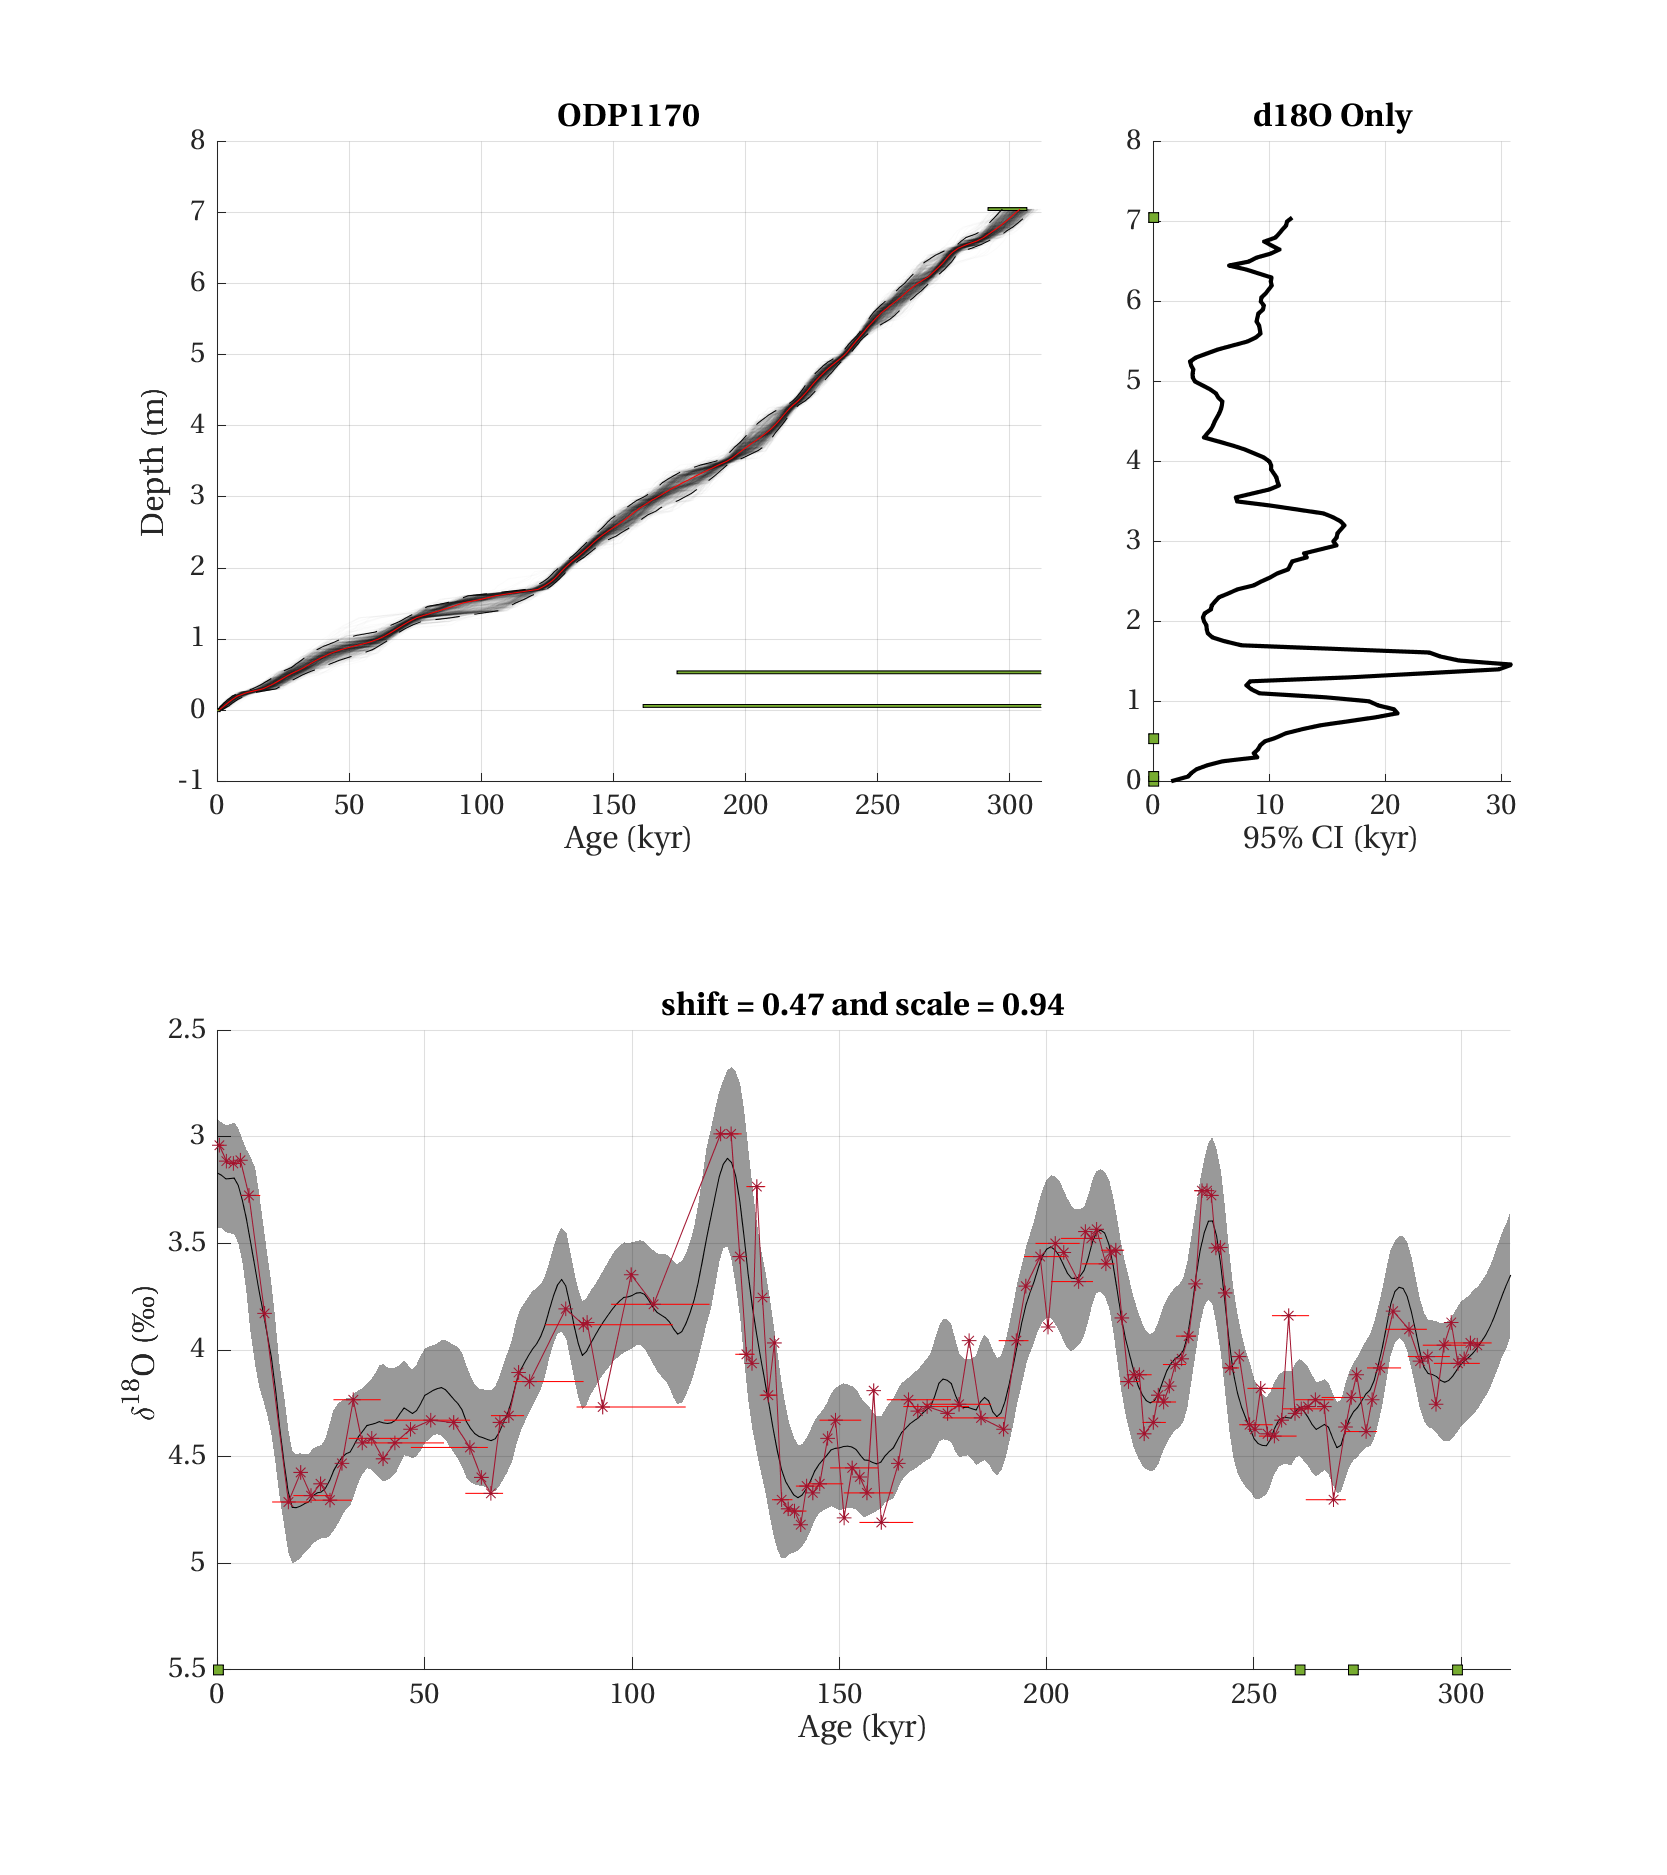 ODP1170
8
7
6
5
4
3
2
1
0
-1
Depth (m)
0 50 100 150 200 250 300
Age (kyr)
d18O Only
8
7
6
5
4
3
2
1
0
0 10 20 30
95% CI (kyr)
shift = 0.47 and scale = 0.94
2.5
3
3.5
4
4.5
5
5.5
δ18O (‰)
0 50 100 150 200 250 300
Age (kyr)